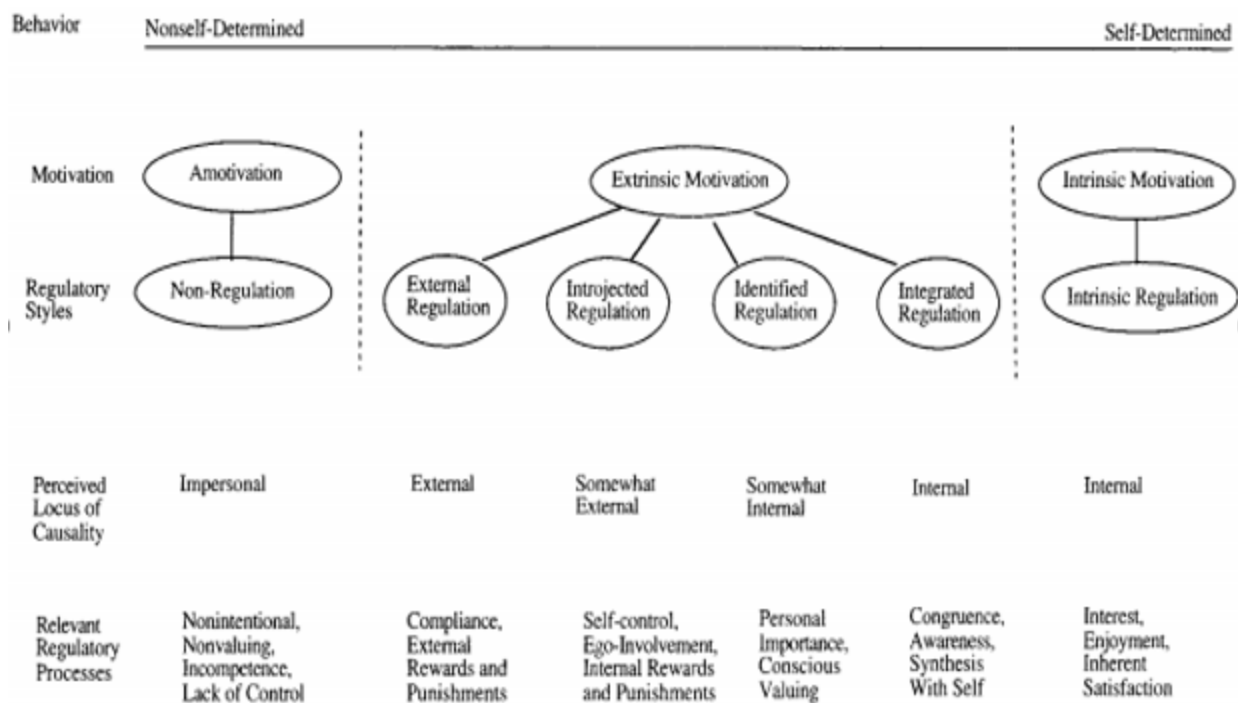 Behavior Nonself-Determined Self-Determined
Motivation Amotivation Extrinsic Motivation Intrinsic Motivation
Regulatory
Styles
Non-Regulation
External
Regulation
Introjected
Regulation
Identified
Regulation
Integrated
Regulation
Intrinsic Regulation
Perceived
Locus of
Causality
Impersonal
External
Somewhat
External
Somewhat
Internal
Internal
Internal
Relevant
Regulatory
Processes
Nonintentional,
Nonvaluing,
Incompetence,
Lack of Control
Compliance,
External
Rewards and
Punishments
Self-control,
Ego-Involvement,
Internal Rewards
and Punishments
Personal
Importance,
Conscious
Valuing
Congruence,
Awareness,
Synthesis
With Self
Interest,
Enjoyment,
Inherent
Satisfaction